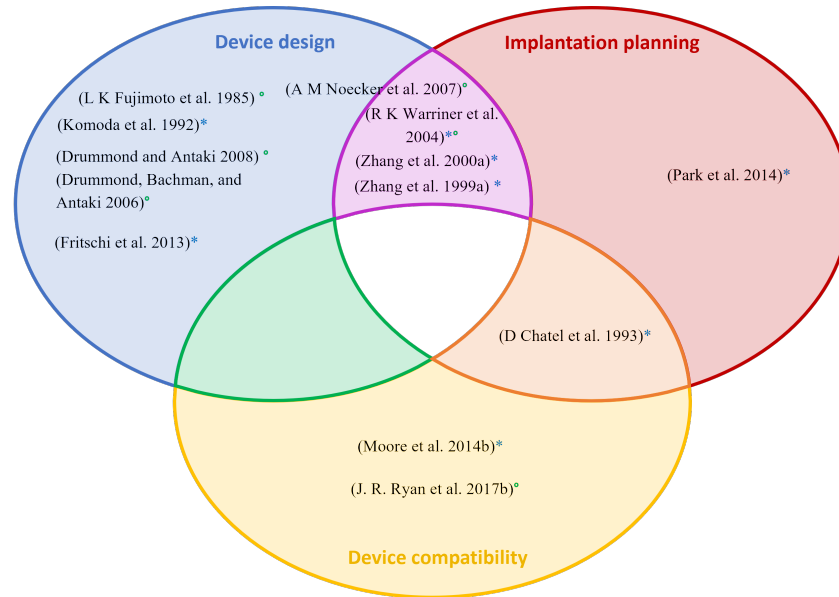 Device design
Implantation planning
(L K Fujimoto et al. 1985) °
(A M Noecker et al. 2007)°
(Komoda et al. 1992)*
(R K Warriner et al.
2004)*°
(Drummond and Antaki 2008) °
(Zhang et al. 2000a) *
(Drummond, Bachman, and
Antaki 2006)°
(Zhang et al. 1999a) *
(Park et al. 2014)*
(Fritschi et al. 2013)*
(D Chatel et al. 1993)*
(Moore et al. 2014b)*
(J. R. Ryan et al. 2017b)°
Device compatibility